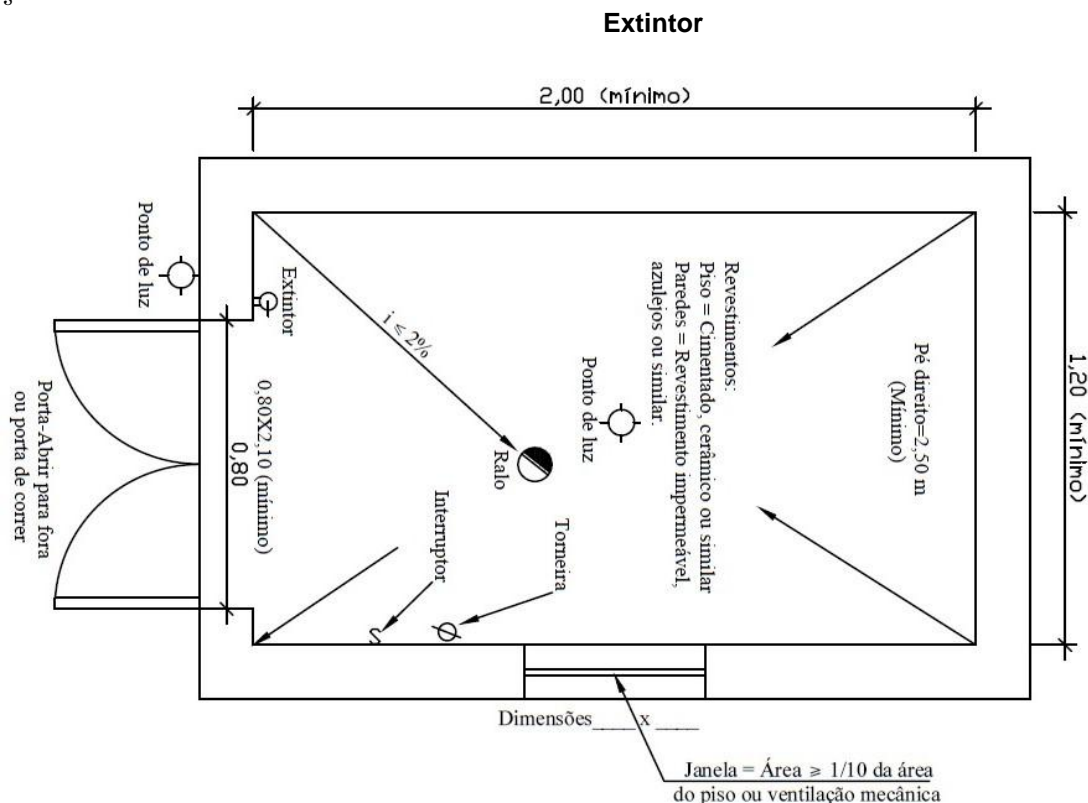 Extintor
2,00 (mínimo)
1,20 (mínimo)
Ponto de luz
Extintor
i ≤ 2%
Revestimentos:
Piso = Cimentado, cerâmico ou similar
Paredes = Revestimento impermeável,
azulejos ou similar.
Pé direito=2,50 m
(Mínimo)
Ponto de luz
Ralo
0,80X2,10 (mínimo)
0,80
Porta-Abrir para fora
ou porta de correr
Interruptor
Torneira
S
Dimensões____x ____
Janela = Área ≥ 1/10 da área
do piso ou ventilação mecânica